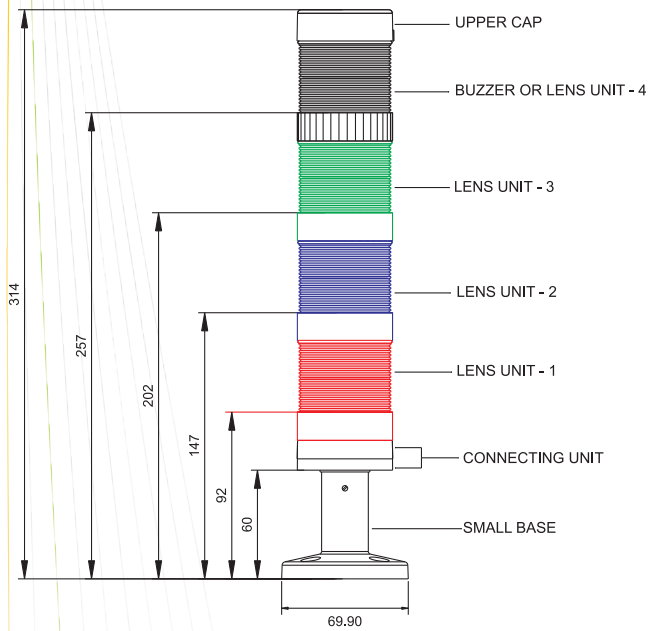 UPPER CAP
BUZZER OR LENS UNIT - 4
LENS UNIT - 3
LENS UNIT - 2
LENS UNIT - 1
CONNECTING UNIT
SMALL BASE
314
257
202
147
92
60
69.90